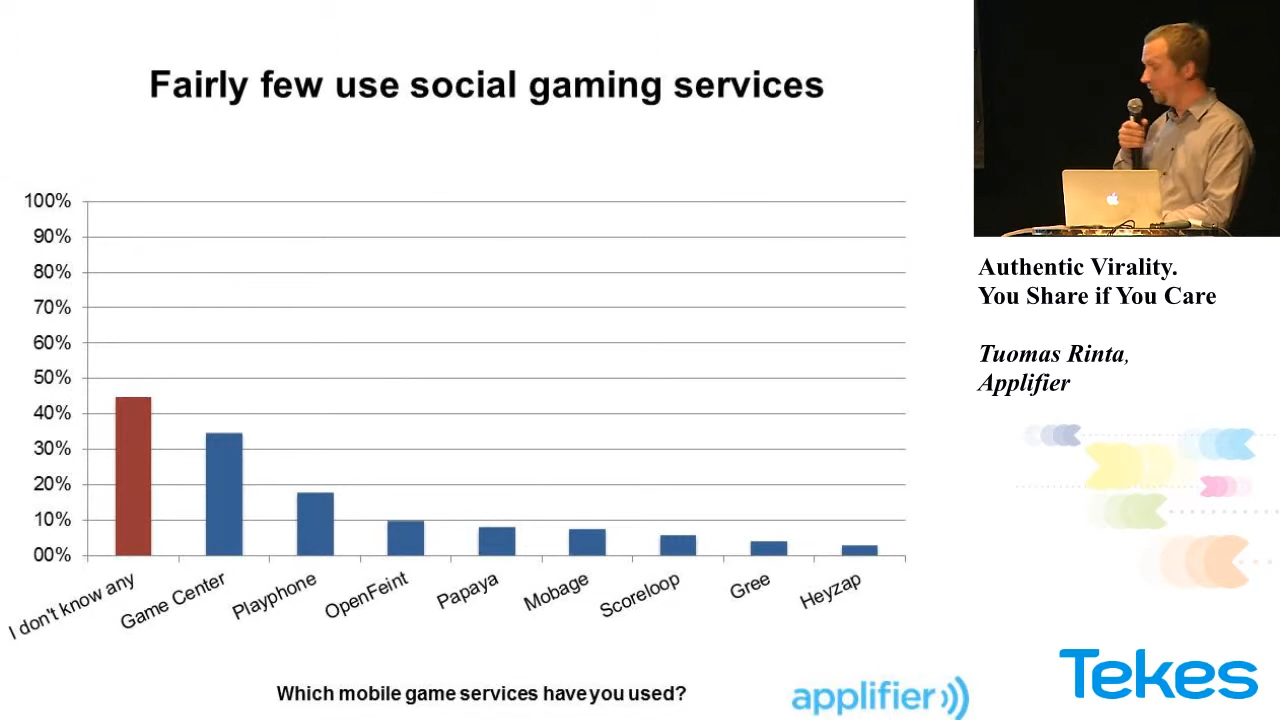 Fairly few use social gaming services
100%
90%
80%
70%
60%
50%
40%
30%
20%
10%
00%
I don't know any
Game Center
Playphone
OpenFeint
Papaya
Mobage
Scoreloop
Gree
Heyzap
Which mobile game services have you used?
applifier
Authentic Virality.
You Share if You Care
Tuomas Rinta,
Applifier
Tekes